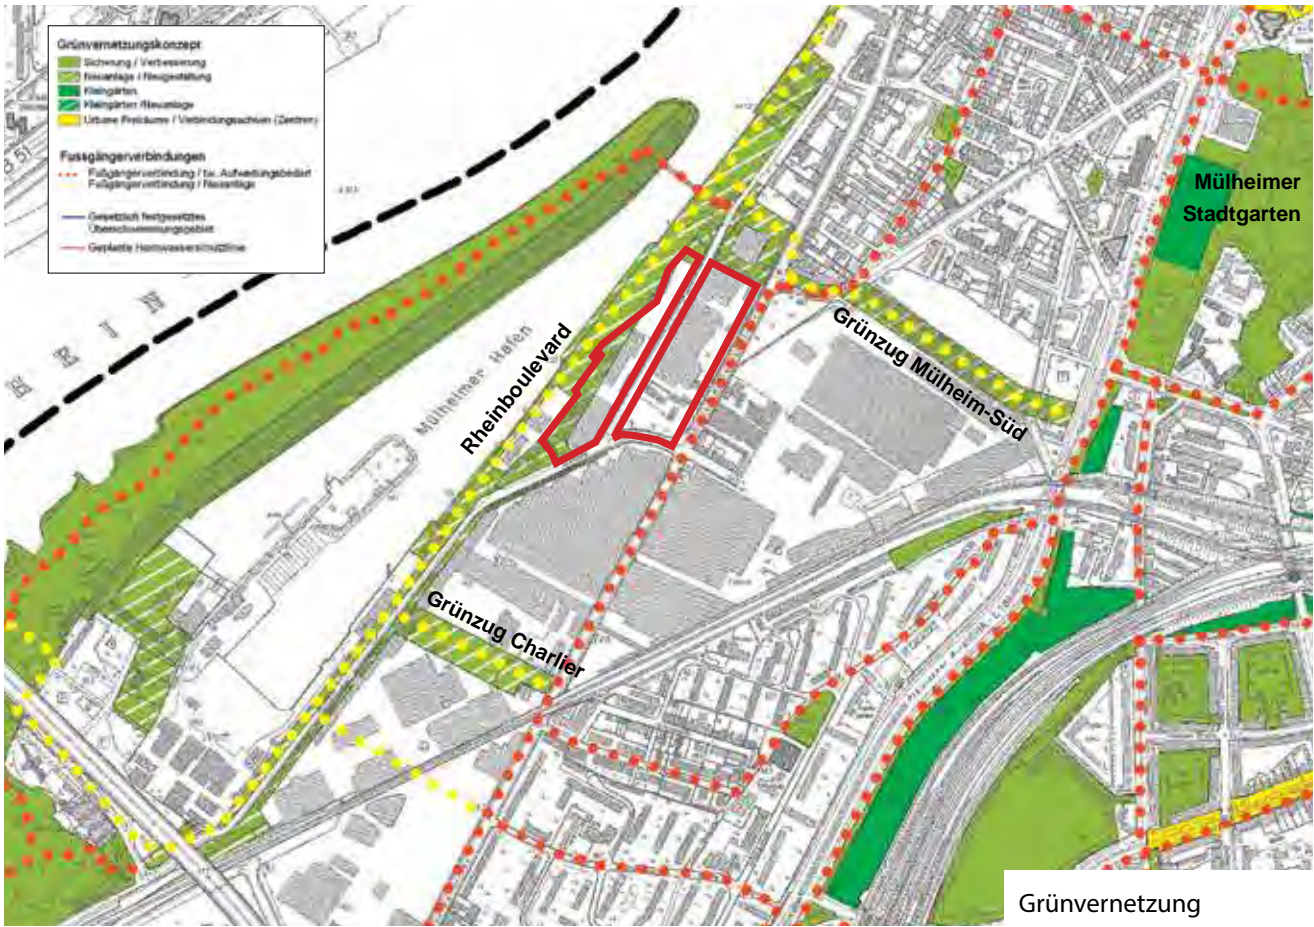 Grünvernetzungskonzept
Sicherung / Verbesserung
Neuanlage / Neugestaltung
Kleingärten
Kleingärten /Neuanlage
Urbane Freiräume / Verbindungsachsen (Zentren)
Fussgängerverbindungen
Fußgängerverbindung / tw. Aufwertungsbedarf
Fußgängerverbindung / Neuanlage
Gesetzlich festgesetztes
Überschwemmungsgebiet
Geplante Hochwasserschutzlinie
Mülheimer
Stadtgarten
R H E I N
Mülheimer Hafen
Rheinboulevard
Grünzug Mülheim-Süd
Grünzug Charlier
Grünvernetzung